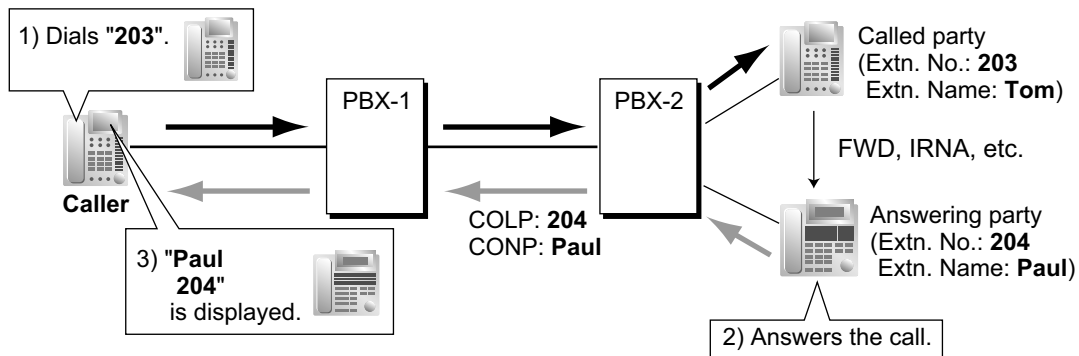 1) Dials "203".
Caller
3) "Paul
204"
is displayed.
PBX-1
COLP: 204
CONP: Paul
PBX-2
Called party
(Extn. No.: 203
Extn. Name: Tom)
FWD, IRNA, etc.
Answering party
(Extn. No.: 204
Extn. Name: Paul)
2) Answers the call.